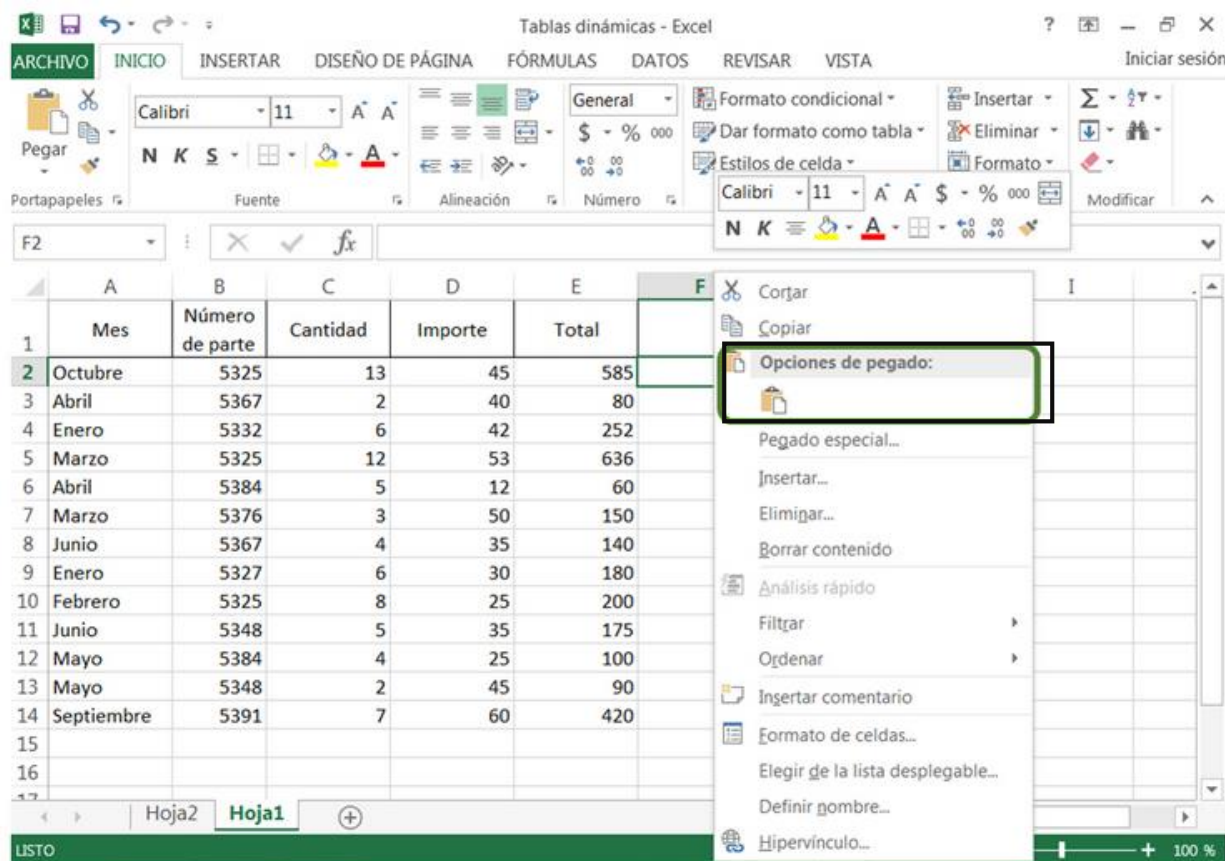 Tablas dinámicas - Excel
ARCHIVO INICIO INSERTAR DISEÑO DE PÁGINA FÓRMULAS DATOS REVISAR VISTA Iniciar sesión
Pegar
Calibri 11
N K S
General
$ % 000
Formato condicional
Dar formato como tabla
Estilos de celda
Insertar
Eliminar
Formato
Portapapeles Fuente Alineación Número Modificar
Calibri 11 A A $ % 000
N K A
F2 fx
A B C D E F I
1 Mes Número de parte Cantidad Importe Total
2 Octubre 5325 13 45 585
3 Abril 5367 2 40 80
4 Enero 5332 6 42 252
5 Marzo 5325 12 53 636
6 Abril 5384 5 12 60
7 Marzo 5376 3 50 150
8 Junio 5367 4 35 140
9 Enero 5327 6 30 180
10 Febrero 5325 8 25 200
11 Junio 5348 5 35 175
12 Mayo 5384 4 25 100
13 Mayo 5348 2 45 90
14 Septiembre 5391 7 60 420
15
16
Cortar
Copiar
Opciones de pegado:
Pegado especial...
Insertar...
Eliminar...
Borrar contenido
Análisis rápido
Filtrar
Ordenar
Insertar comentario
Formato de celdas...
Elegir de la lista desplegable...
Definir nombre...
Hipervínculo...
Hoja2 Hoja1
LISTO 100 %